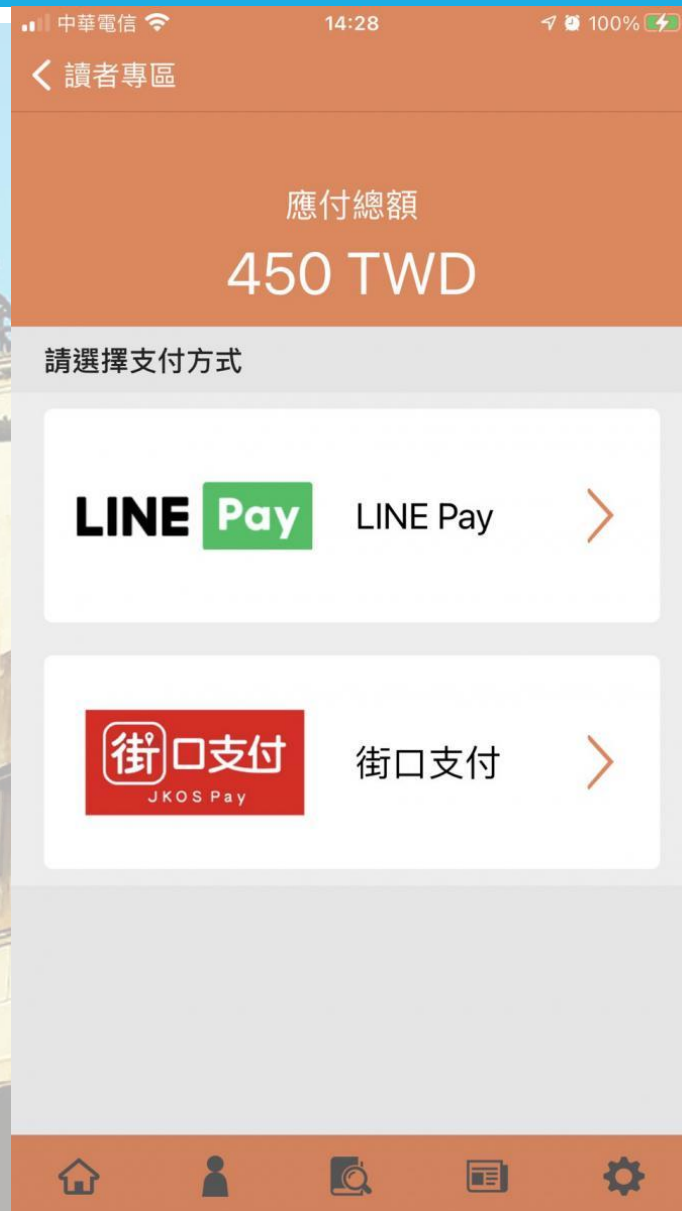 中華電信 14:28 100%
讀者專區
應付總額
450 TWD
請選擇支付方式
LINE Pay LINE Pay
街口支付 街口支付
JKOS Pay